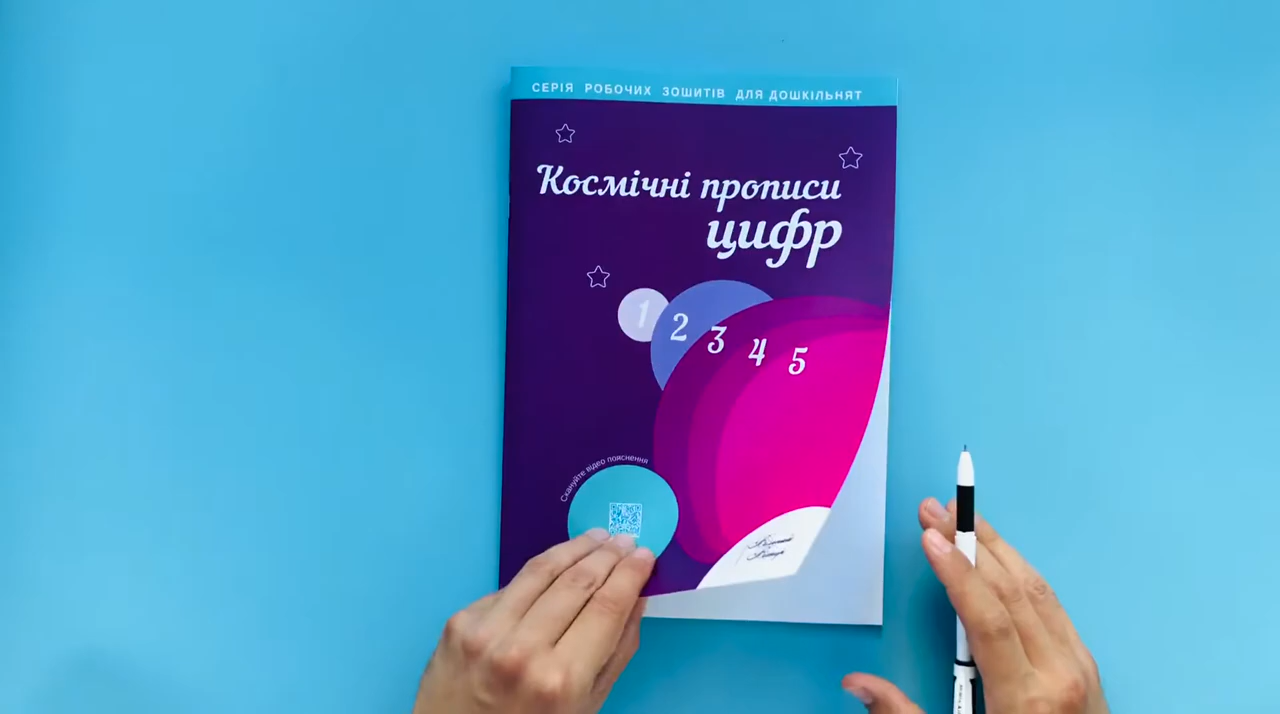 СЕРІЯ РОБОЧИХ ЗОШИТІВ ДЛЯ ДОШКІЛЬНЯТ
Космічні прописи
цифр
1 2 3 4 5
Скануйте відео пояснення